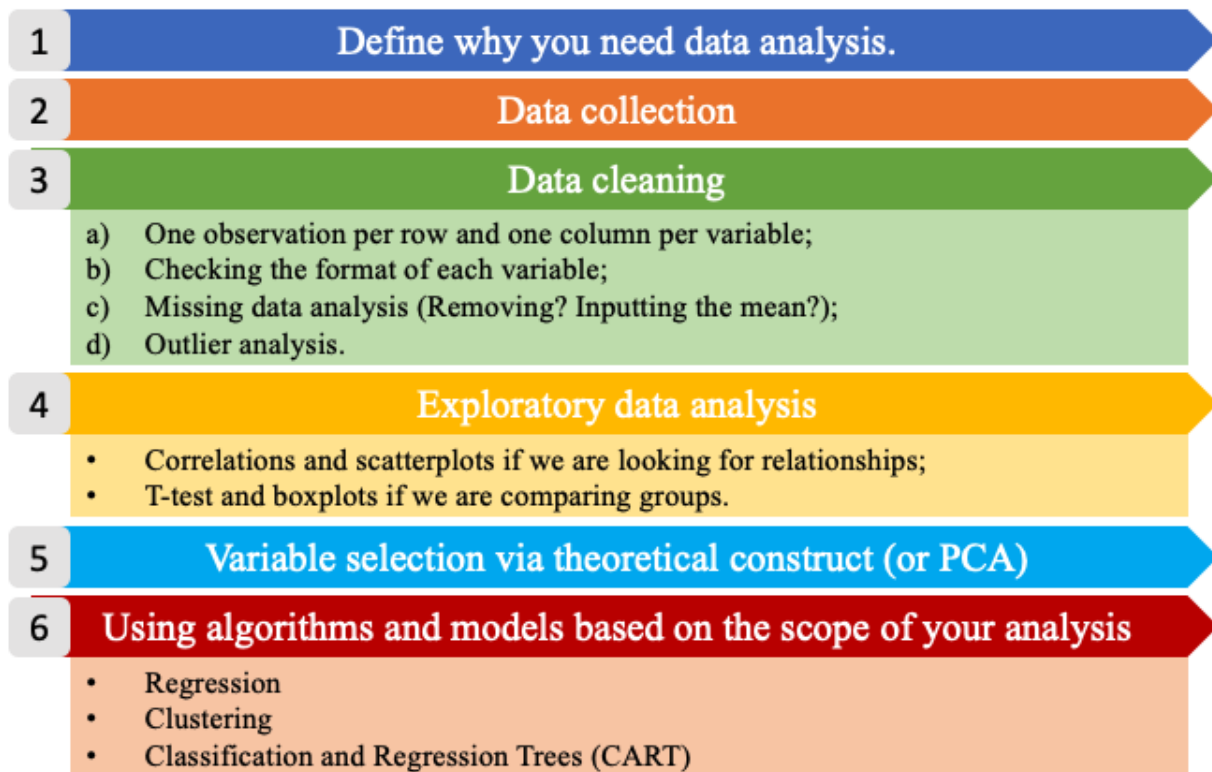 1 Define why you need data analysis.
2 Data collection
3 Data cleaning
a) One observation per row and one column per variable;
b) Checking the format of each variable;
c) Missing data analysis (Removing? Inputting the mean?);
d) Outlier analysis.
4 Exploratory data analysis
• Correlations and scatterplots if we are looking for relationships;
• T-test and boxplots if we are comparing groups.
5 Variable selection via theoretical construct (or PCA)
6 Using algorithms and models based on the scope of your analysis
• Regression
• Clustering
• Classification and Regression Trees (CART)